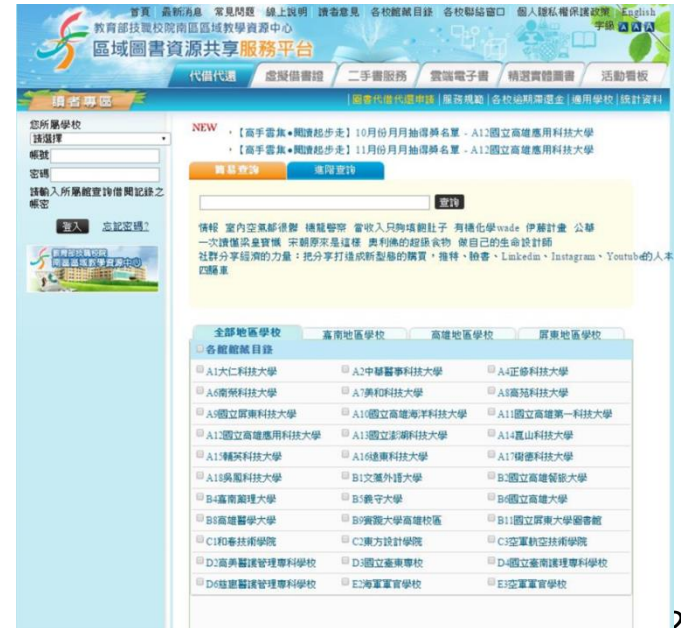 首頁 最新消息 常見問題 線上說明 讀者意見 各校館藏目錄 各校聯絡窗口 個人隱私權保護政策 English
教育部技職校院南區區域教學資源中心
字級 A A A
區域圖書資源共享服務平台
代借代還 虛擬借書證 二手書服務 雲端電子書 精選實體圖書 活動看板
讀者專區
圖書代借代還申請 | 服務規範 | 各校逾期滯還金 | 適用學校 | 統計資料
您所屬學校
請選擇
帳號
密碼
請輸入所屬館查詢借閱記錄之帳密
登入 忘記密碼?
教育部技職校院
南區區域教學資源中心
NEW
【高手雲集●閱讀起步走】10月份月月抽得獎名單 - A12國立高雄應用科技大學
【高手雲集●閱讀起步走】11月份月月抽得獎名單 - A12國立高雄應用科技大學
簡易查詢 進階查詢
查詢
情報 室內空氣都很髒 捕龍警察 當收入只夠填飽肚子 有機化學wade 伊藤計畫 公華
一次讀懂梁皇寶懺 宋朝原來是這樣 奧利佛的超級食物 做自己的生命設計師
社群分享經濟的力量:把分享打造成新型態的購買,推特、臉書、Linkedin、Instagram、Youtube的人本
四驅車
全部地區學校 嘉南地區學校 高雄地區學校 屏東地區學校
各館館藏目錄
A1大仁科技大學 A2中華醫事科技大學 A4正修科技大學
A6南榮科技大學 A7美和科技大學 A8高苑科技大學
A9國立屏東科技大學 A10國立高雄海洋科技大學 A11國立高雄第一科技大學
A12國立高雄應用科技大學 A13國立澎湖科技大學 A14崑山科技大學
A15輔英科技大學 A16遠東科技大學 A17樹德科技大學
A18吳鳳科技大學 B1文藻外語大學 B2國立高雄餐旅大學
B4嘉南藥理大學 B5義守大學 B6國立高雄大學
B8高雄醫學大學 B9實踐大學高雄校區 B11國立屏東大學圖書館
C1和春技術學院 C2東方設計學院 C3空軍航空技術學院
D2高美醫護管理專科學校 D3國立臺東專校 D4國立臺南護理專科學校
D6慈惠醫護管理專科學校 E2海軍軍官學校 E3空軍軍官學校